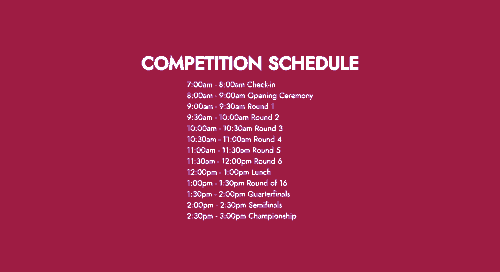 COMPETITION SCHEDULE
7:00am - 8:00am Check-in
8:00am - 9:00am Opening Ceremony
9:00am - 9:30am Round 1
9:30am - 10:00am Round 2
10:00am - 10:30am Round 3
10:30am - 11:00am Round 4
11:00am - 11:30am Round 5
11:30am - 12:00pm Round 6
12:00pm - 1:00pm Lunch
1:00pm - 1:30pm Round of 16
1:30pm - 2:00pm Quarterfinals
2:00pm - 2:30pm Semifinals
2:30pm - 3:00pm Championship